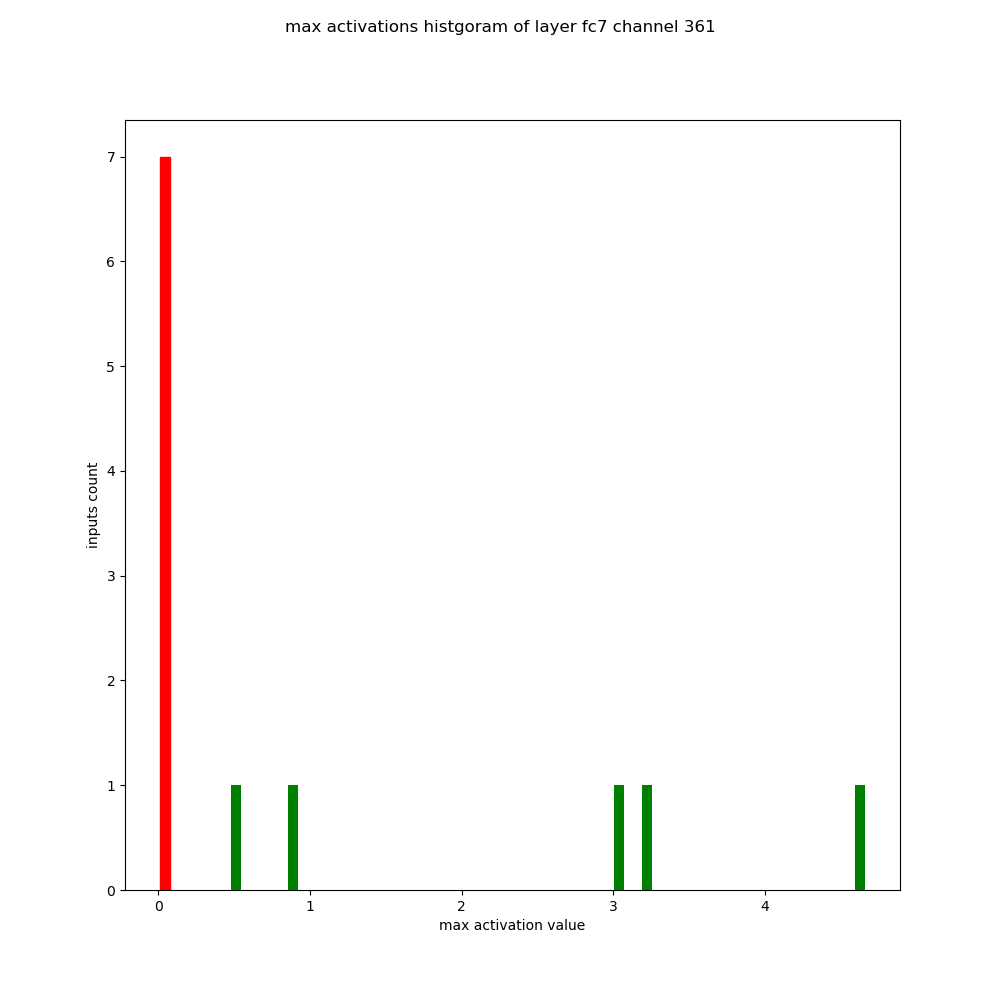 max activations histgoram of layer fc7 channel 361
7
6
5
4
3
2
1
0
inputs count
0 1 2 3 4
max activation value